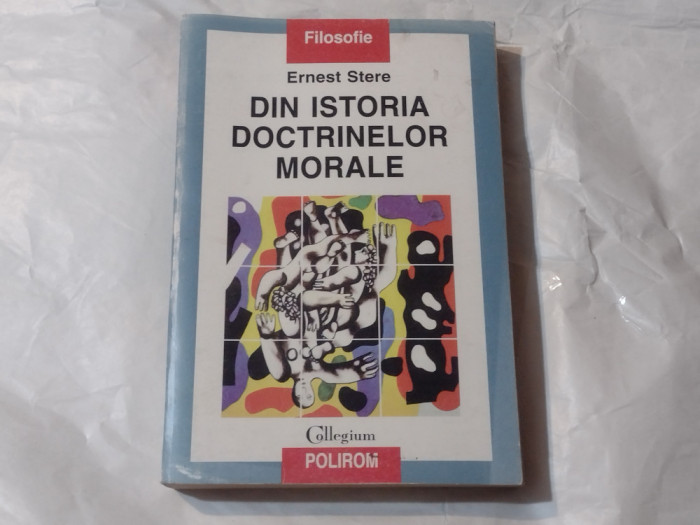 Filosofie
Ernest Stere
DIN ISTORIA
DOCTRINELOR
MORALE
Collegium
POLIROM